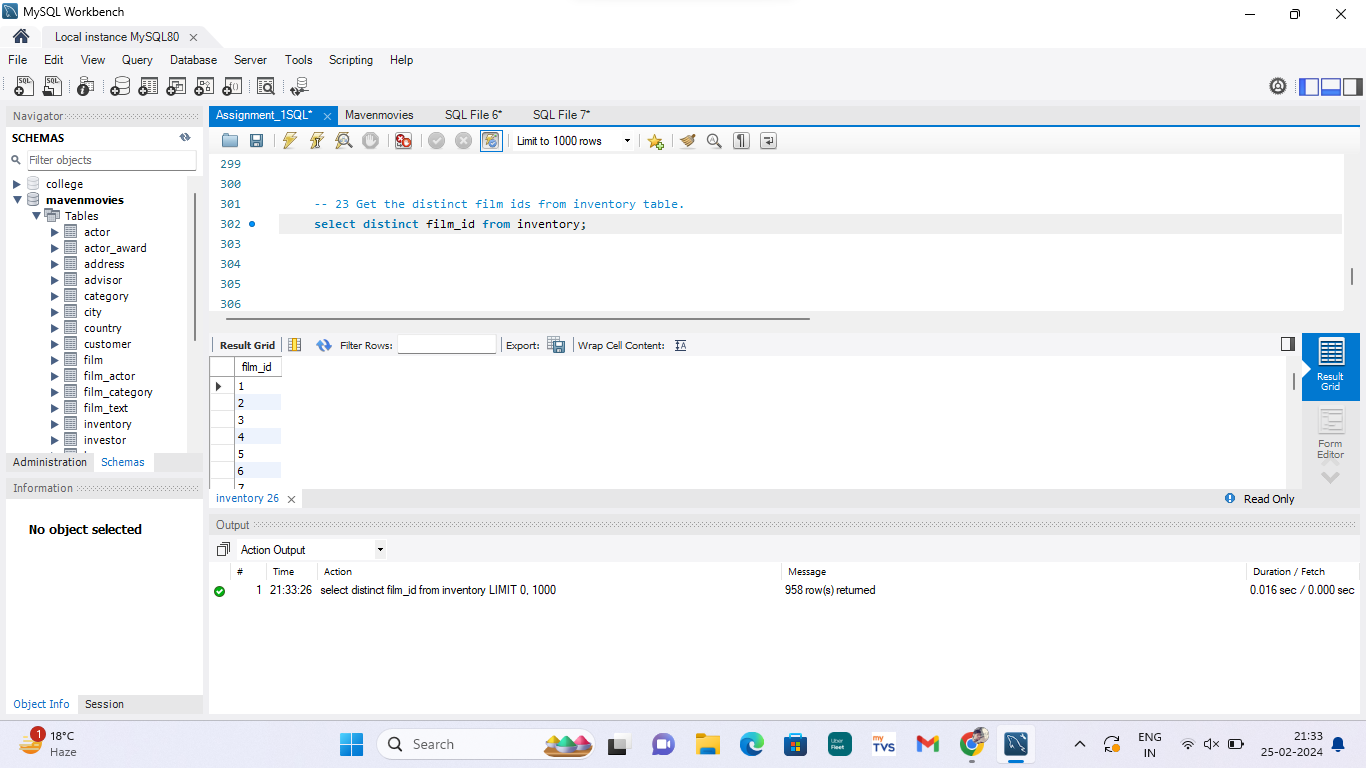 MySQL Workbench
Local instance MySQL80
File Edit View Query Database Server Tools Scripting Help
Navigator
SCHEMAS
Filter objects
college
mavenmovies
Tables
actor
actor_award
address
advisor
category
city
country
customer
film
film_actor
film_category
film_text
inventory
investor
Administration Schemas
Information
No object selected
Object Info Session
Assignment_1SQL* Mavenmovies SQL File 6* SQL File 7*
Limit to 1000 rows
299
300
301 -- 23 Get the distinct film ids from inventory table.
302 select distinct film_id from inventory;
303
304
305
306
Result Grid Filter Rows: Export: Wrap Cell Content:
film_id
1
2
3
4
5
6
7
Result Grid
Form Editor
inventory 26 Read Only
Output
Action Output
# Time Action Message Duration / Fetch
1 21:33:26 select distinct film_id from inventory LIMIT 0, 1000 958 row(s) returned 0.016 sec / 0.000 sec
1 18°C
Haze
Search
Uber Fleet
my TVS
ENG
IN
21:33
25-02-2024